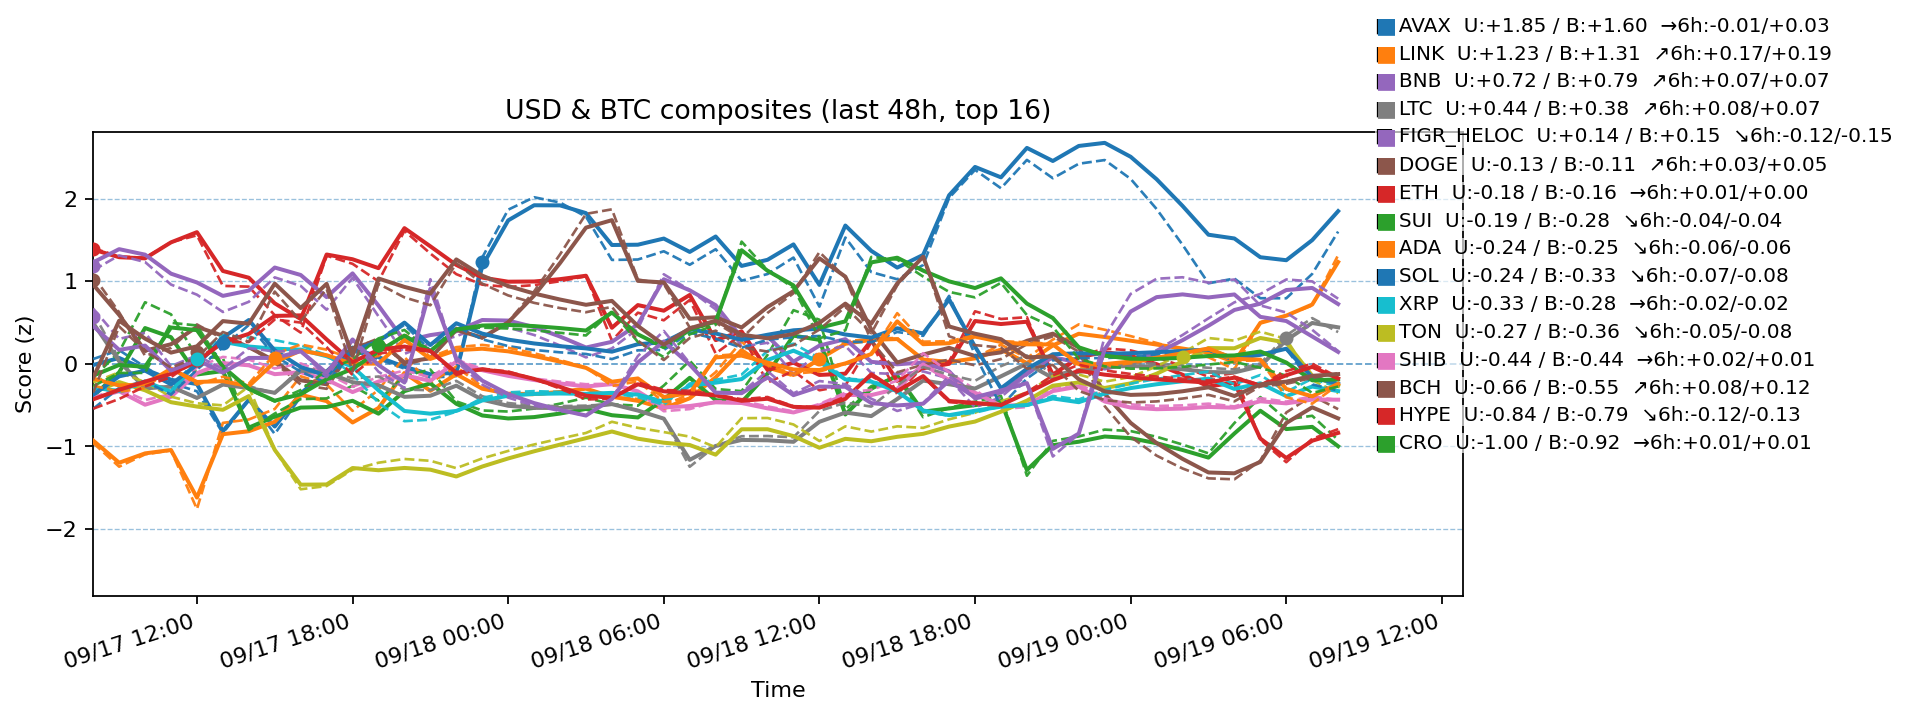 AVAX  U:+1.85 / B:+1.60  →6h:-0.01/+0.03
LINK  U:+1.23 / B:+1.31  ↗6h:+0.17/+0.19
BNB  U:+0.72 / B:+0.79  ↗6h:+0.07/+0.07
LTC  U:+0.44 / B:+0.38  ↗6h:+0.08/+0.07
FIGR_HELOC  U:+0.14 / B:+0.15  ↘6h:-0.12/-0.15
DOGE  U:-0.13 / B:-0.11  ↗6h:+0.03/+0.05
ETH  U:-0.18 / B:-0.16  →6h:+0.01/+0.00
SUI  U:-0.19 / B:-0.28  ↘6h:-0.04/-0.04
ADA  U:-0.24 / B:-0.25  ↘6h:-0.06/-0.06
SOL  U:-0.24 / B:-0.33  ↘6h:-0.07/-0.08
XRP  U:-0.33 / B:-0.28  →6h:-0.02/-0.02
TON  U:-0.27 / B:-0.36  ↘6h:-0.05/-0.08
SHIB  U:-0.44 / B:-0.44  →6h:+0.02/+0.01
BCH  U:-0.66 / B:-0.55  ↗6h:+0.08/+0.12
HYPE  U:-0.84 / B:-0.79  ↘6h:-0.12/-0.13
CRO  U:-1.00 / B:-0.92  →6h:+0.01/+0.01
USD & BTC composites (last 48h, top 16)
Score (z)
2
1
0
−1
−2
09/17 12:00
09/17 18:00
09/18 00:00
09/18 06:00
09/18 12:00
09/18 18:00
09/19 00:00
09/19 06:00
09/19 12:00
Time